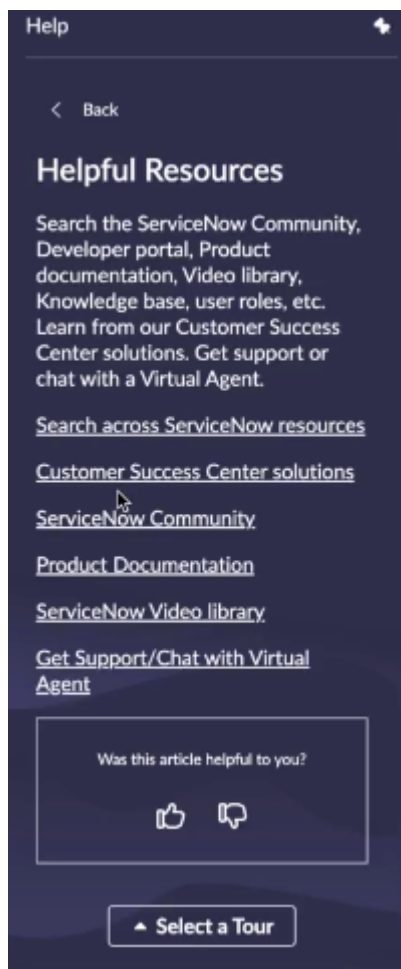 Help
Back
Helpful Resources
Search the ServiceNow Community,
Developer portal, Product
documentation, Video library,
Knowledge base, user roles, etc.
Learn from our Customer Success
Center solutions. Get support or
chat with a Virtual Agent.
Search across ServiceNow resources
Customer Success Center solutions
ServiceNow Community
Product Documentation
ServiceNow Video library
Get Support/Chat with Virtual
Agent
Was this article helpful to you?
Select a Tour